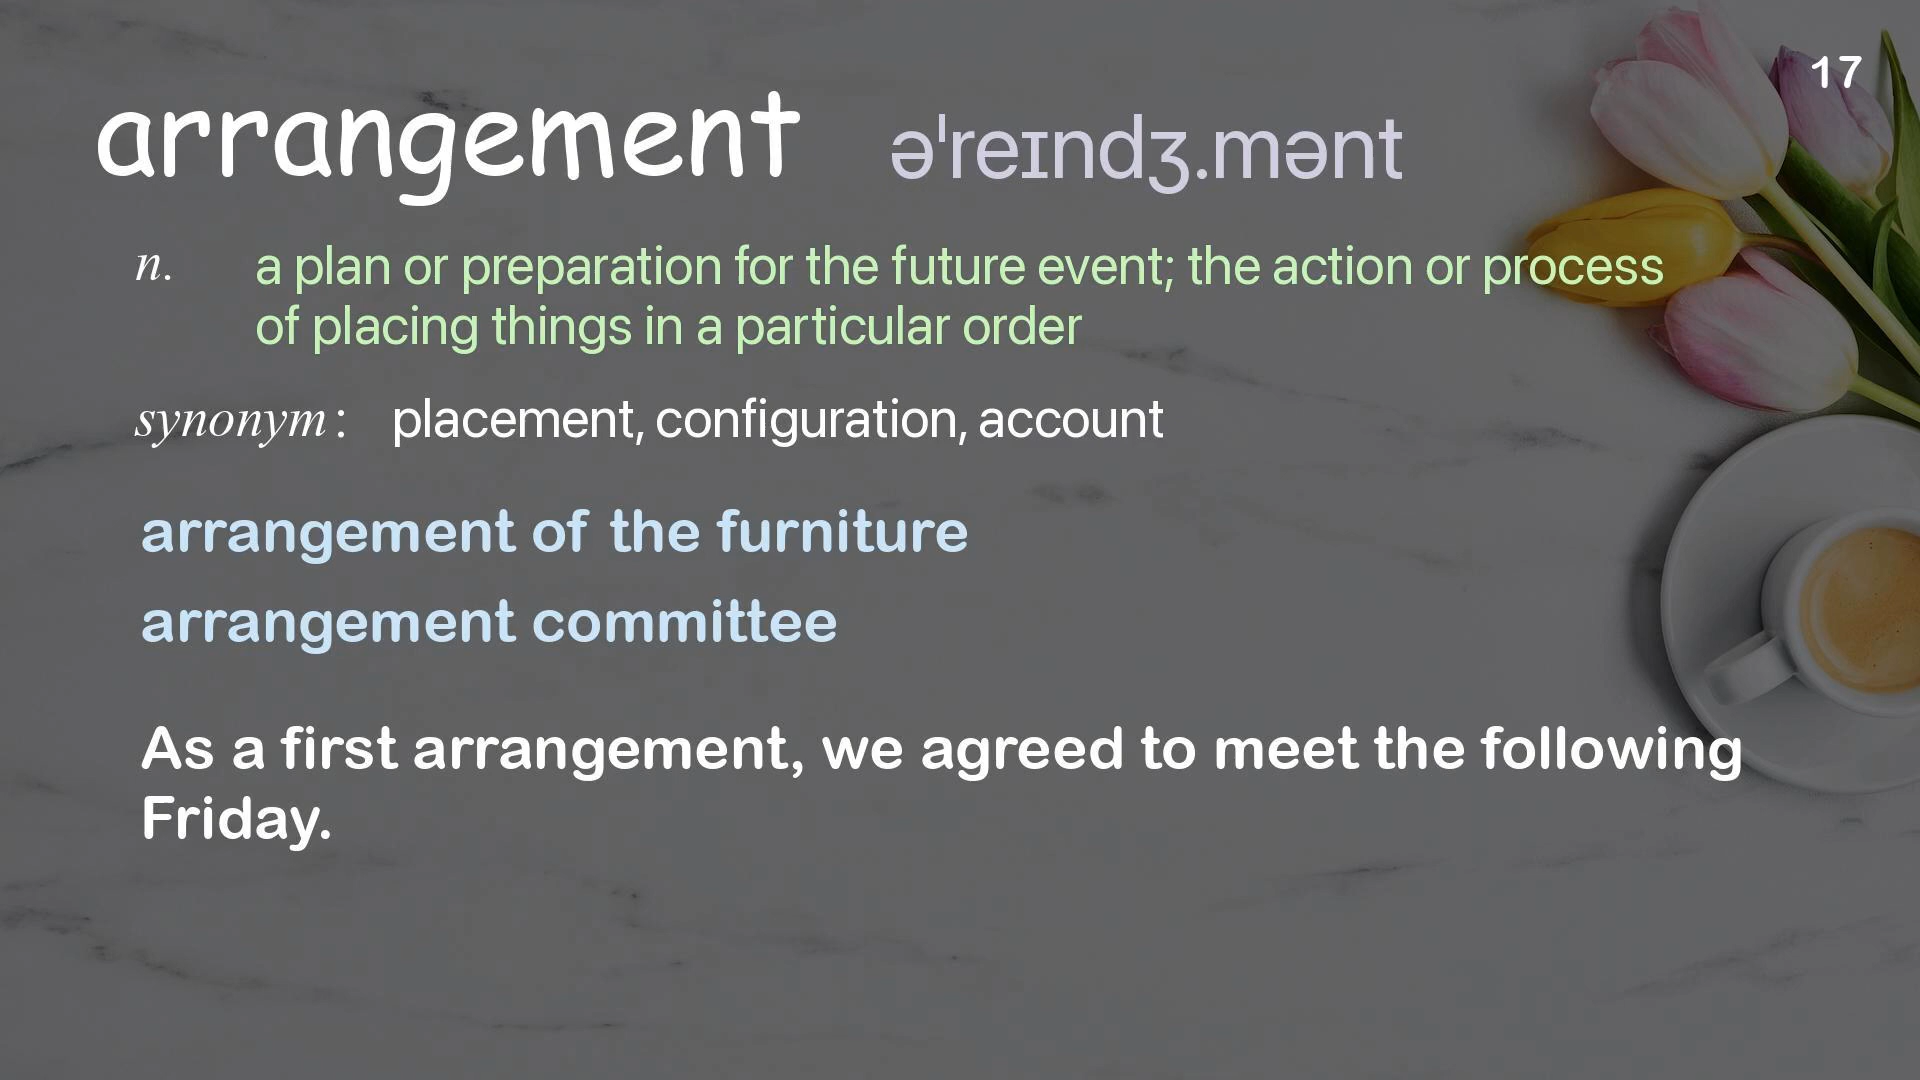 17
arrangement əˈreɪndʒ.mənt
n. a plan or preparation for the future event; the action or process
of placing things in a particular order
synonym : placement, configuration, account
arrangement of the furniture
arrangement committee
As a first arrangement, we agreed to meet the following
Friday.